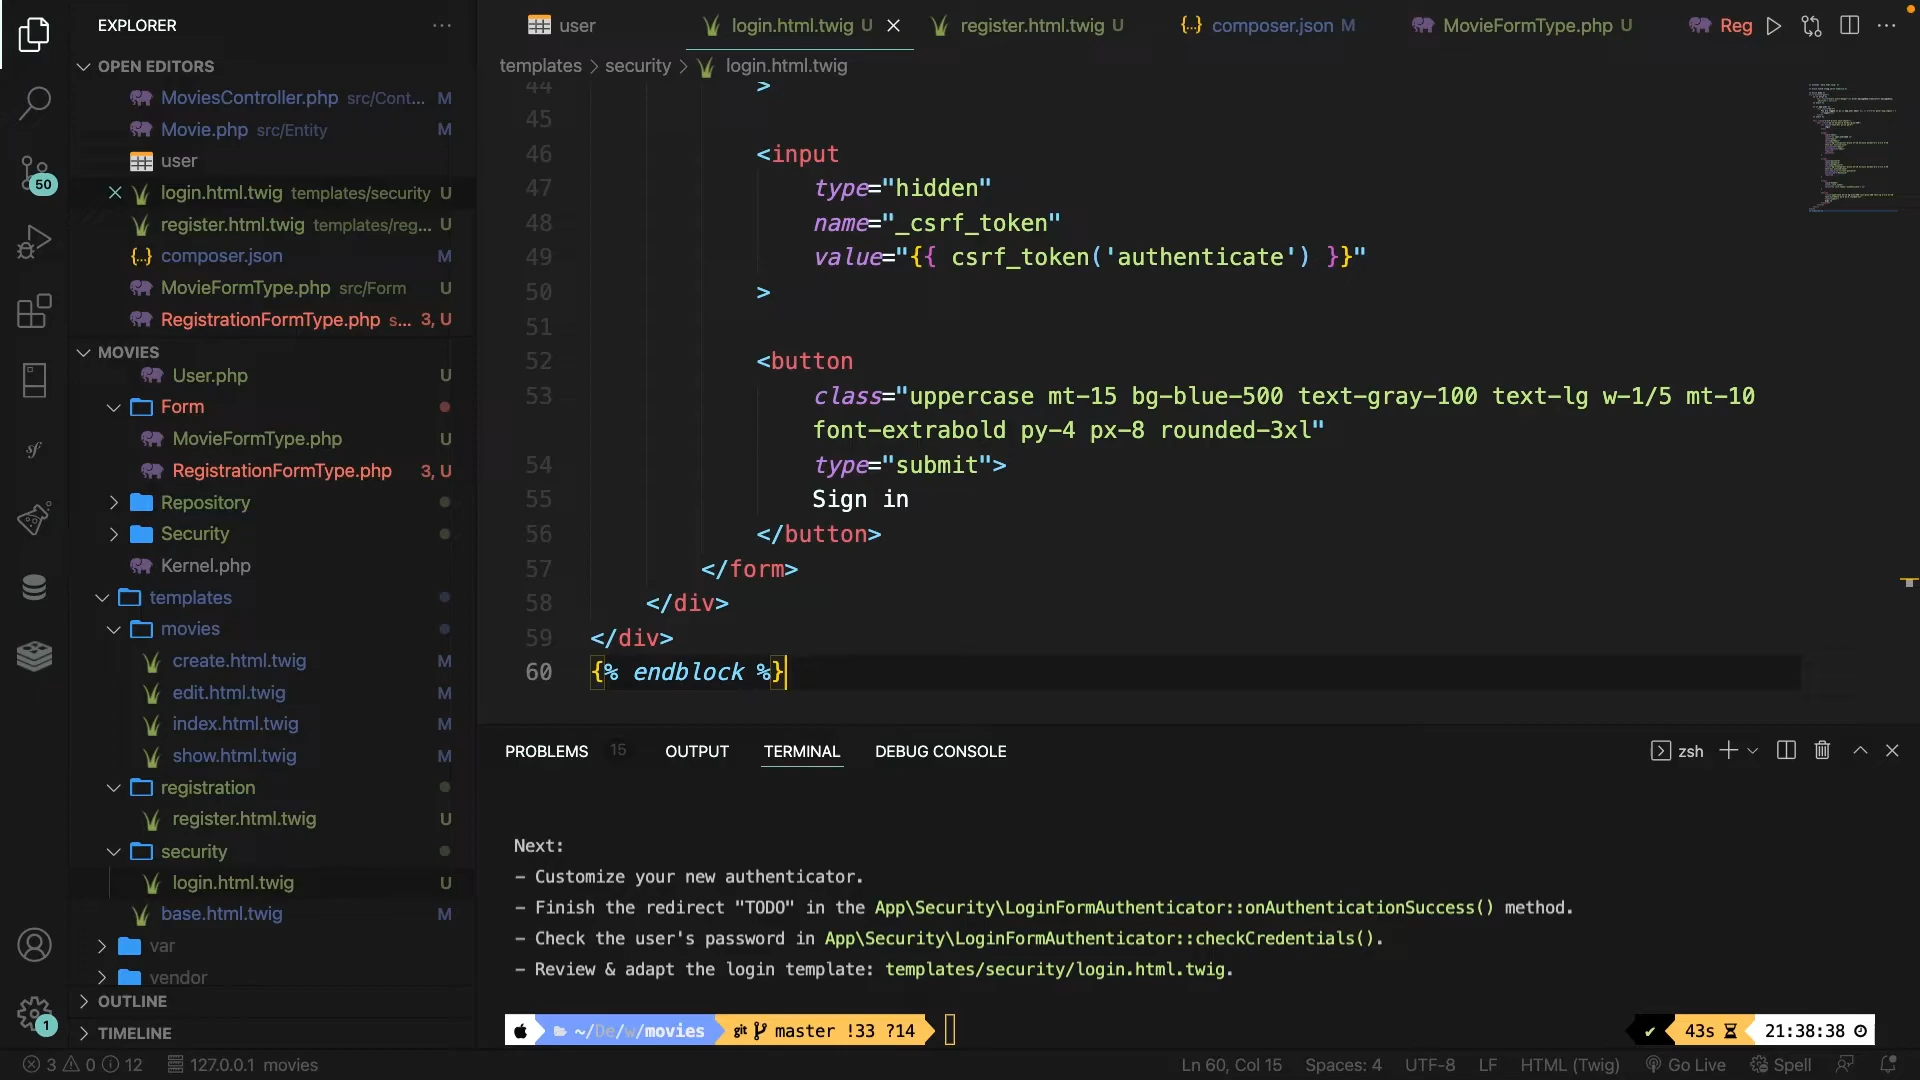 EXPLORER
OPEN EDITORS
MoviesController.php src/Cont... M
Movie.php src/Entity M
user
login.html.twig templates/security U
register.html.twig templates/reg... U
composer.json M
MovieFormType.php src/Form U
RegistrationFormType.php s... 3, U
MOVIES
User.php U
Form
MovieFormType.php U
RegistrationFormType.php 3, U
Repository
Security
Kernel.php
templates
movies
create.html.twig M
edit.html.twig M
index.html.twig M
show.html.twig M
registration
register.html.twig U
security
login.html.twig U
base.html.twig M
var
vendor
OUTLINE
TIMELINE
50
sf
1
user login.html.twig U register.html.twig U composer.json M MovieFormType.php U Reg
templates > security > login.html.twig
44 >
45
46 <input
47 type="hidden"
48 name="_csrf_token"
49 value="{{ csrf_token('authenticate') }}"
50 >
51
52 <button
53 class="uppercase mt-15 bg-blue-500 text-gray-100 text-lg w-1/5 mt-10
font-extrabold py-4 px-8 rounded-3xl"
54 type="submit">
55 Sign in
56 </button>
57 </form>
58 </div>
59 </div>
60 {% endblock %}
PROBLEMS 15 OUTPUT TERMINAL DEBUG CONSOLE zsh
Next:
- Customize your new authenticator.
- Finish the redirect "TODO" in the App\Security\LoginFormAuthenticator::onAuthenticationSuccess() method.
- Check the user's password in App\Security\LoginFormAuthenticator::checkCredentials().
- Review & adapt the login template: templates/security/login.html.twig.
~/De/w/movies git master !33 ?14 43s 21:38:38
3 0 12 127.0.0.1 movies Ln 60, Col 15 Spaces: 4 UTF-8 LF HTML (Twig) Go Live Spell